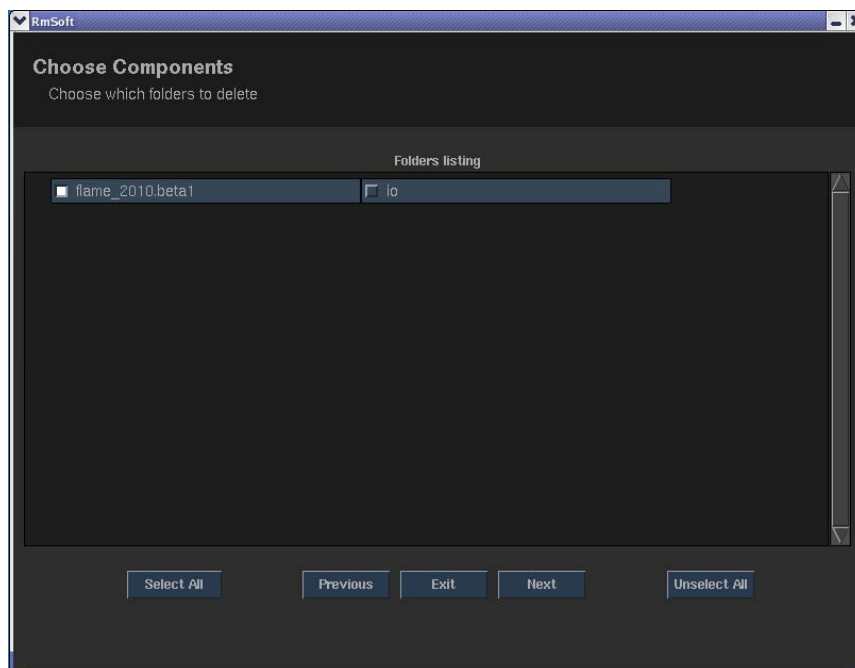 RmSoft
Choose Components
Choose which folders to delete
Folders listing
flame_2010.beta1 io
Select All Previous Exit Next Unselect All